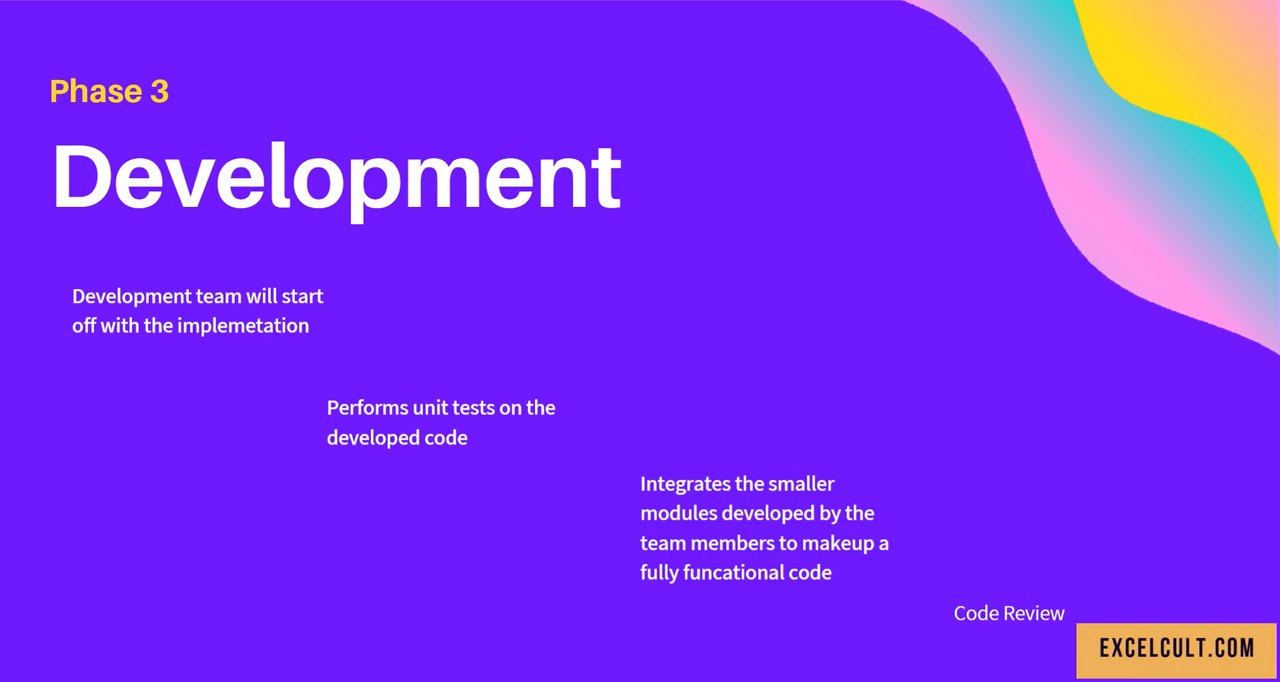 Phase 3
Development
Development team will start
off with the implemetation
Performs unit tests on the
developed code
Integrates the smaller
modules developed by the
team members to makeup a
fully funcational code
Code Review
EXCELCULT.COM